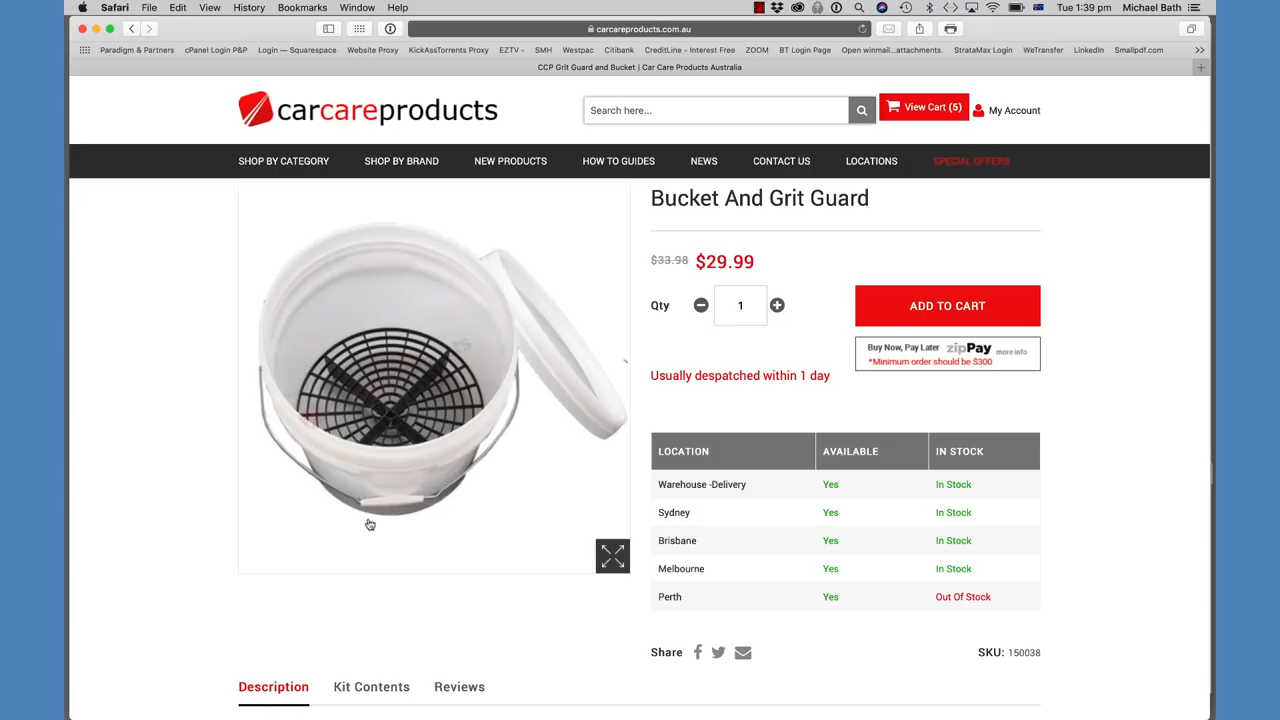 Safari File Edit View History Bookmarks Window Help Tue 1:39 pm Michael Bath
carcareproducts.com.au
Paradigm & Partners cPanel Login P&P Login — Squarespace Website Proxy KickAssTorrents Proxy EZTV - SMH Westpac Citibank CreditLine - Interest Free ZOOM BT Login Page Open winmail...attachments. StrataMax Login WeTransfer LinkedIn Smallpdf.com
CCP Grit Guard and Bucket | Car Care Products Australia
carcareproducts
Search here...
View Cart (5)
My Account
SHOP BY CATEGORY SHOP BY BRAND NEW PRODUCTS HOW TO GUIDES NEWS CONTACT US LOCATIONS SPECIAL OFFERS
Bucket And Grit Guard
$33.98 $29.99
Qty 1 ADD TO CART
Buy Now, Pay Later zipPay more info
*Minimum order should be $300
Usually despatched within 1 day
LOCATION AVAILABLE IN STOCK
Warehouse -Delivery Yes In Stock
Sydney Yes In Stock
Brisbane Yes In Stock
Melbourne Yes In Stock
Perth Yes Out Of Stock
Share SKU: 150038
Description Kit Contents Reviews